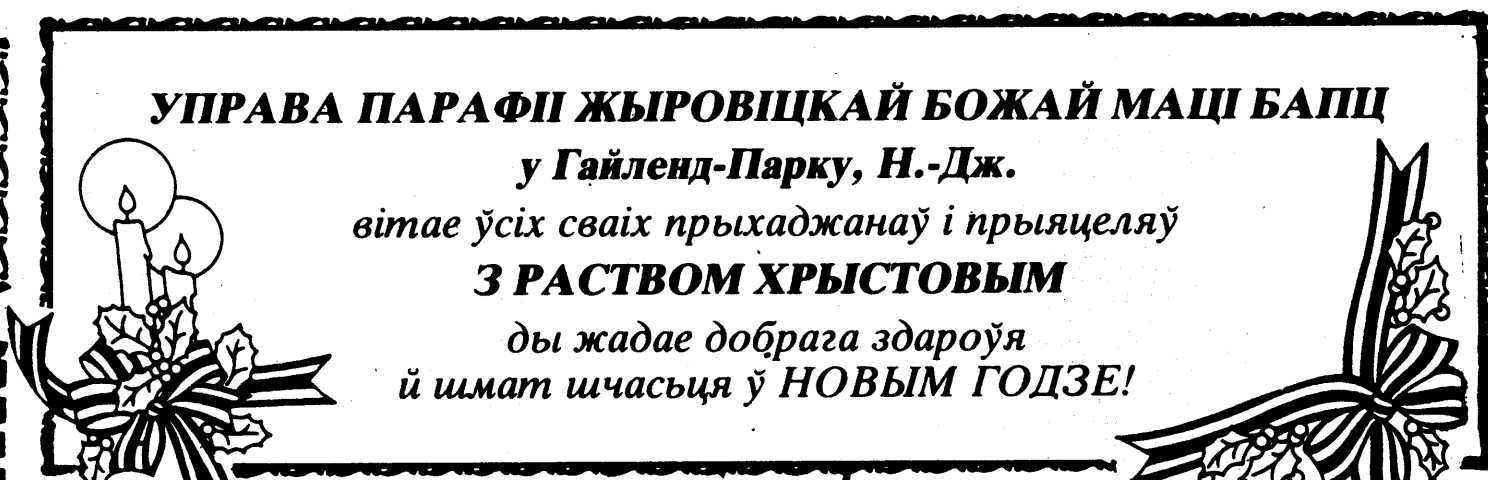 УПРАВА ПАРАФІІ ЖЫРОВІЦКАЙ БОЖАЙ МАЦІ БАПЦ
у Гайленд-Парку, Н.-Дж.
вітае ўсіх сваіх прыхаджанаў і прыяцеляў
З РАСТВОМ ХРЫСТОВЫМ
ды жадае добрага здароўя
й шмат шчасьця ў НОВЫМ ГОДЗЕ!